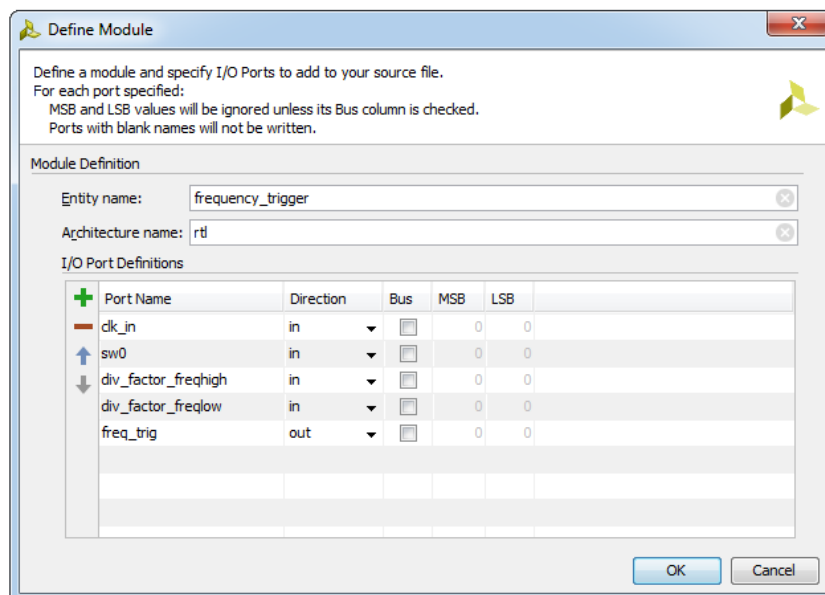 Define Module
Define a module and specify I/O Ports to add to your source file.
For each port specified:
MSB and LSB values will be ignored unless its Bus column is checked.
Ports with blank names will not be written.
Module Definition
Entity name: frequency_trigger
Architecture name: rtl
I/O Port Definitions
Port Name Direction Bus MSB LSB
clk_in in 0 0
sw0 in 0 0
div_factor_freqhigh in 0 0
div_factor_freqlow in 0 0
freq_trig out 0 0
OK Cancel